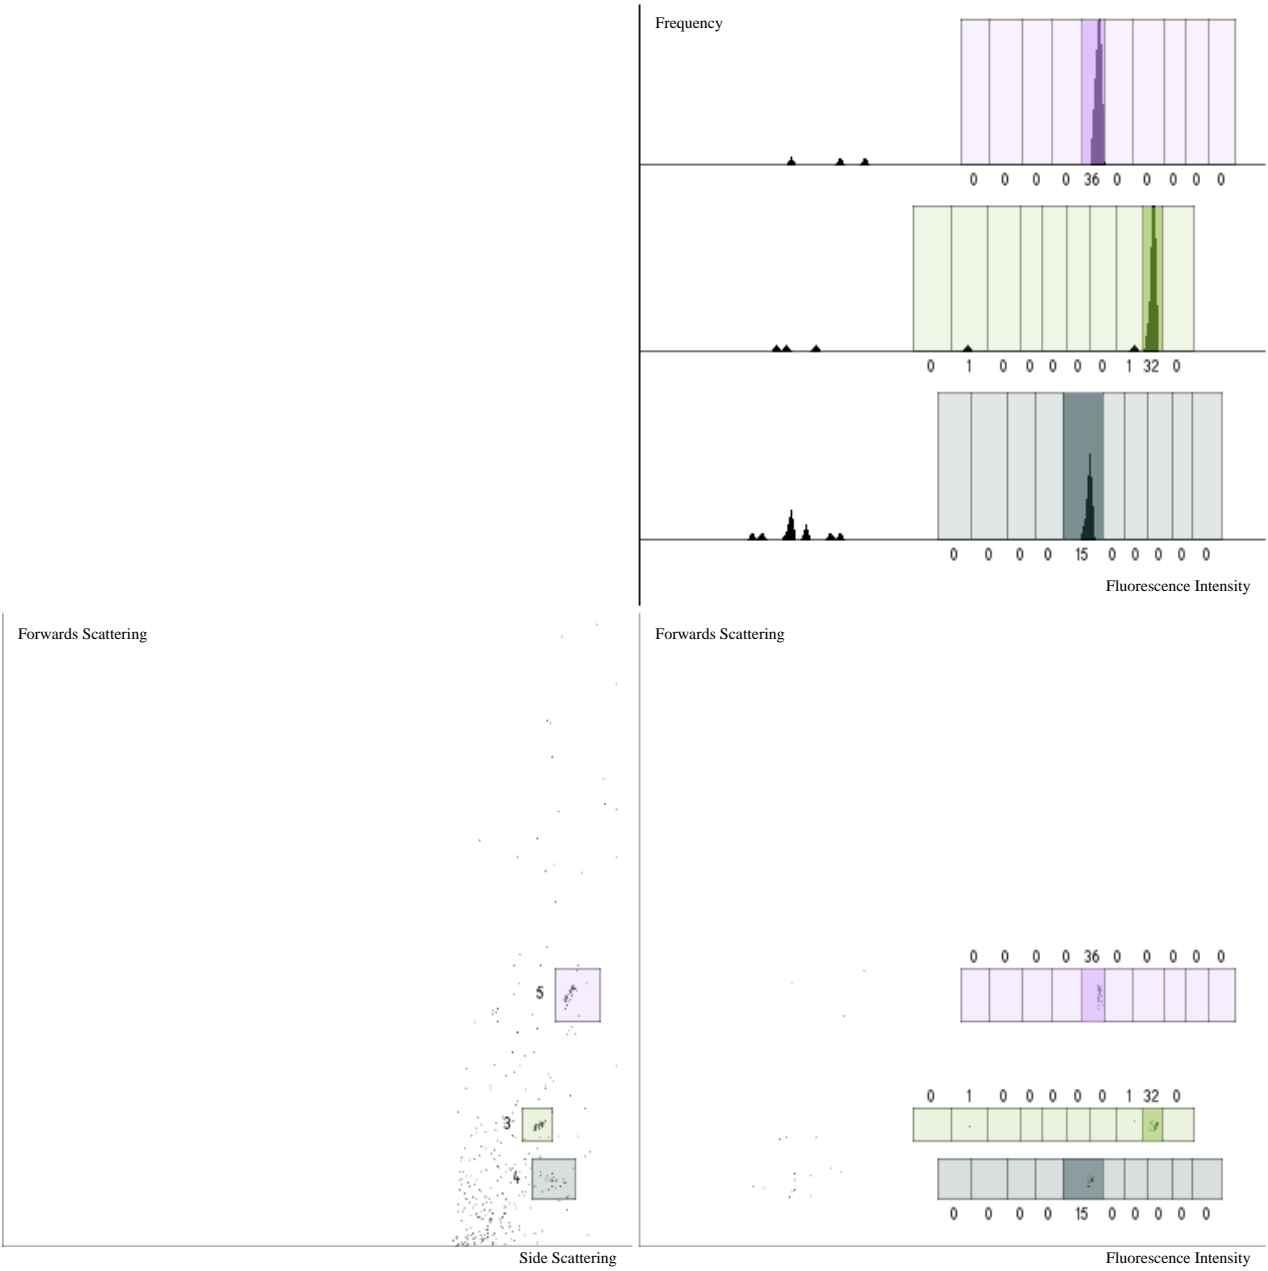 Frequency
0 0 0 0 36 0 0 0 0 0
0 1 0 0 0 0 0 1 32 0
0 0 0 0 15 0 0 0 0 0
Fluorescence Intensity
Forwards Scattering
Forwards Scattering
0 0 0 0 36 0 0 0 0 0
5
0 1 0 0 0 0 0 1 32 0
3
4
0 0 0 0 15 0 0 0 0 0
Side Scattering
Fluorescence Intensity